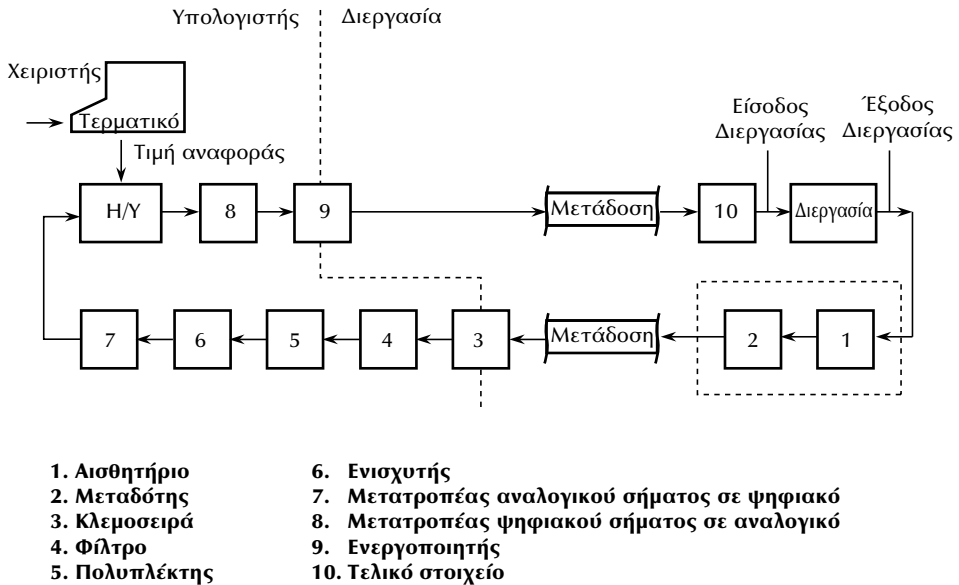 Υπολογιστής Διεργασία
Χειριστής
Τερματικό
Τιμή αναφοράς
Είσοδος Διεργασίας
Έξοδος Διεργασίας
Η/Υ 8 9 Μετάδοση 10 Διεργασία
7 6 5 4 3 Μετάδοση 2 1
1. Αισθητήριο
2. Μεταδότης
3. Κλεμοσειρά
4. Φίλτρο
5. Πολυπλέκτης
6. Ενισχυτής
7. Μετατροπέας αναλογικού σήματος σε ψηφιακό
8. Μετατροπέας ψηφιακού σήματος σε αναλογικό
9. Ενεργοποιητής
10. Τελικό στοιχείο